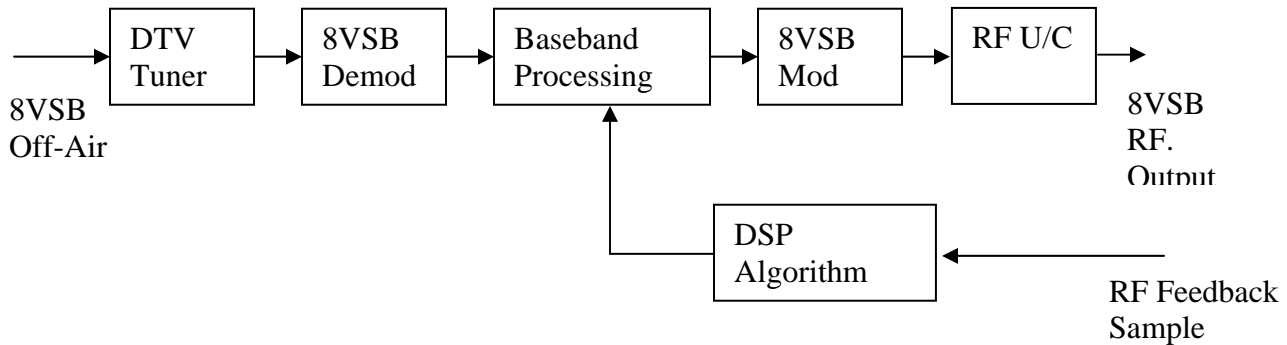 DTV
Tuner
8VSB
Demod
Baseband
Processing
8VSB
Mod
RF U/C
8VSB
Off-Air
8VSB
RF.
Output
DSP
Algorithm
RF Feedback
Sample